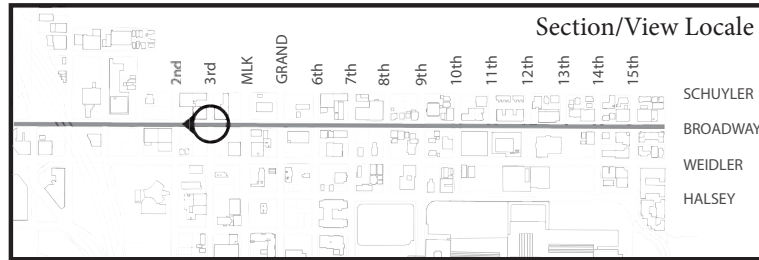 Section/View Locale
2nd
3rd
MLK
GRAND
6th
7th
8th
9th
10th
11th
12th
13th
14th
15th
SCHUYLER
BROADWAY
WEIDLER
HALSEY